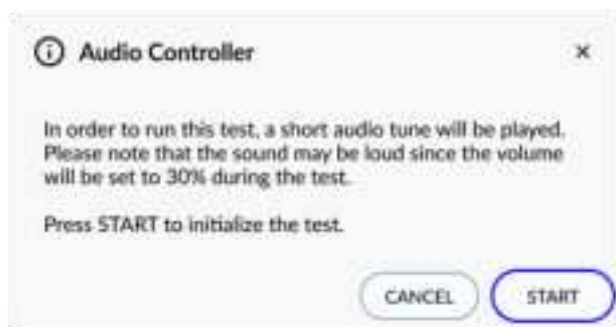 Audio Controller
In order to run this test, a short audio tune will be played.
Please note that the sound may be loud since the volume
will be set to 30% during the test.
Press START to initialize the test.
CANCEL
START